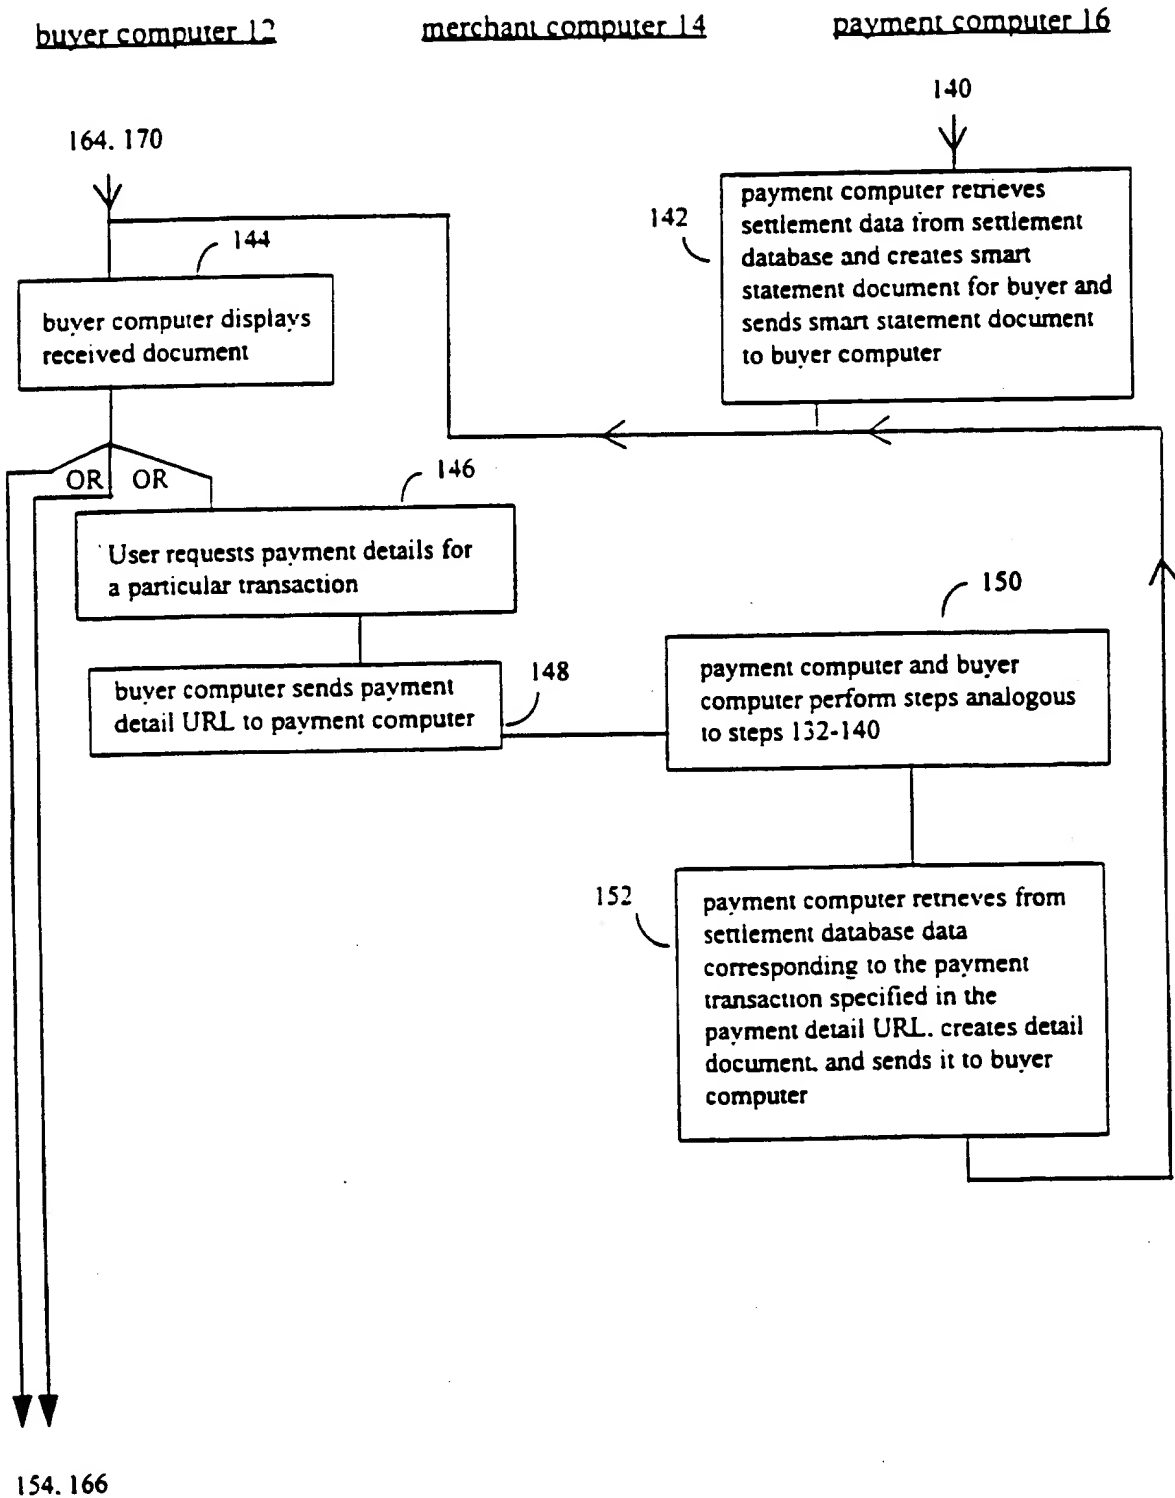 buyer computer 12
merchant computer 14
payment computer 16
140
164. 170
142
payment computer retrieves
settlement data from settlement
database and creates smart
statement document for buyer and
sends smart statement document
to buyer computer
144
buyer computer displays
received document
OR OR
146
User requests payment details for
a particular transaction
148
buyer computer sends payment
detail URL to payment computer
150
payment computer and buyer
computer perform steps analogous
to steps 132-140
152
payment computer retrieves from
settlement database data
corresponding to the payment
transaction specified in the
payment detail URL. creates detail
document. and sends it to buyer
computer
154. 166